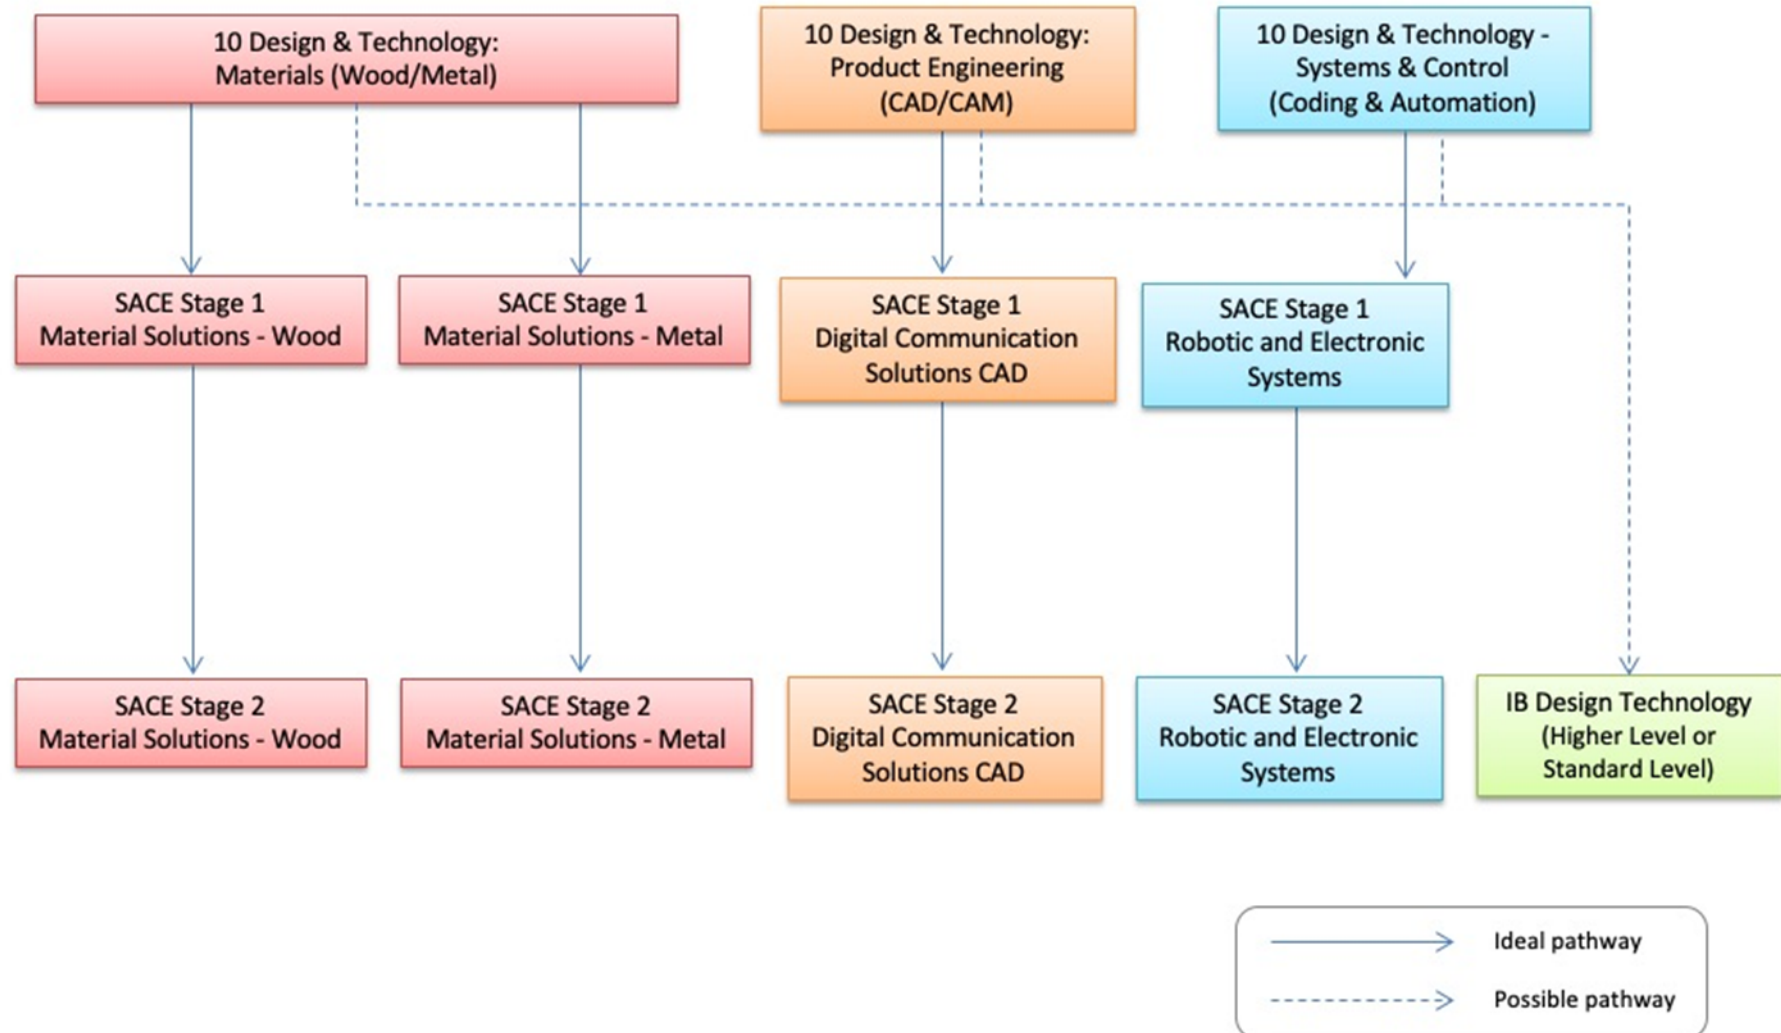 10 Design & Technology:
Materials (Wood/Metal)
10 Design & Technology:
Product Engineering
(CAD/CAM)
10 Design & Technology -
Systems & Control
(Coding & Automation)
SACE Stage 1
Material Solutions - Wood
SACE Stage 1
Material Solutions - Metal
SACE Stage 1
Digital Communication
Solutions CAD
SACE Stage 1
Robotic and Electronic
Systems
SACE Stage 2
Material Solutions - Wood
SACE Stage 2
Material Solutions - Metal
SACE Stage 2
Digital Communication
Solutions CAD
SACE Stage 2
Robotic and Electronic
Systems
IB Design Technology
(Higher Level or
Standard Level)
Ideal pathway
Possible pathway